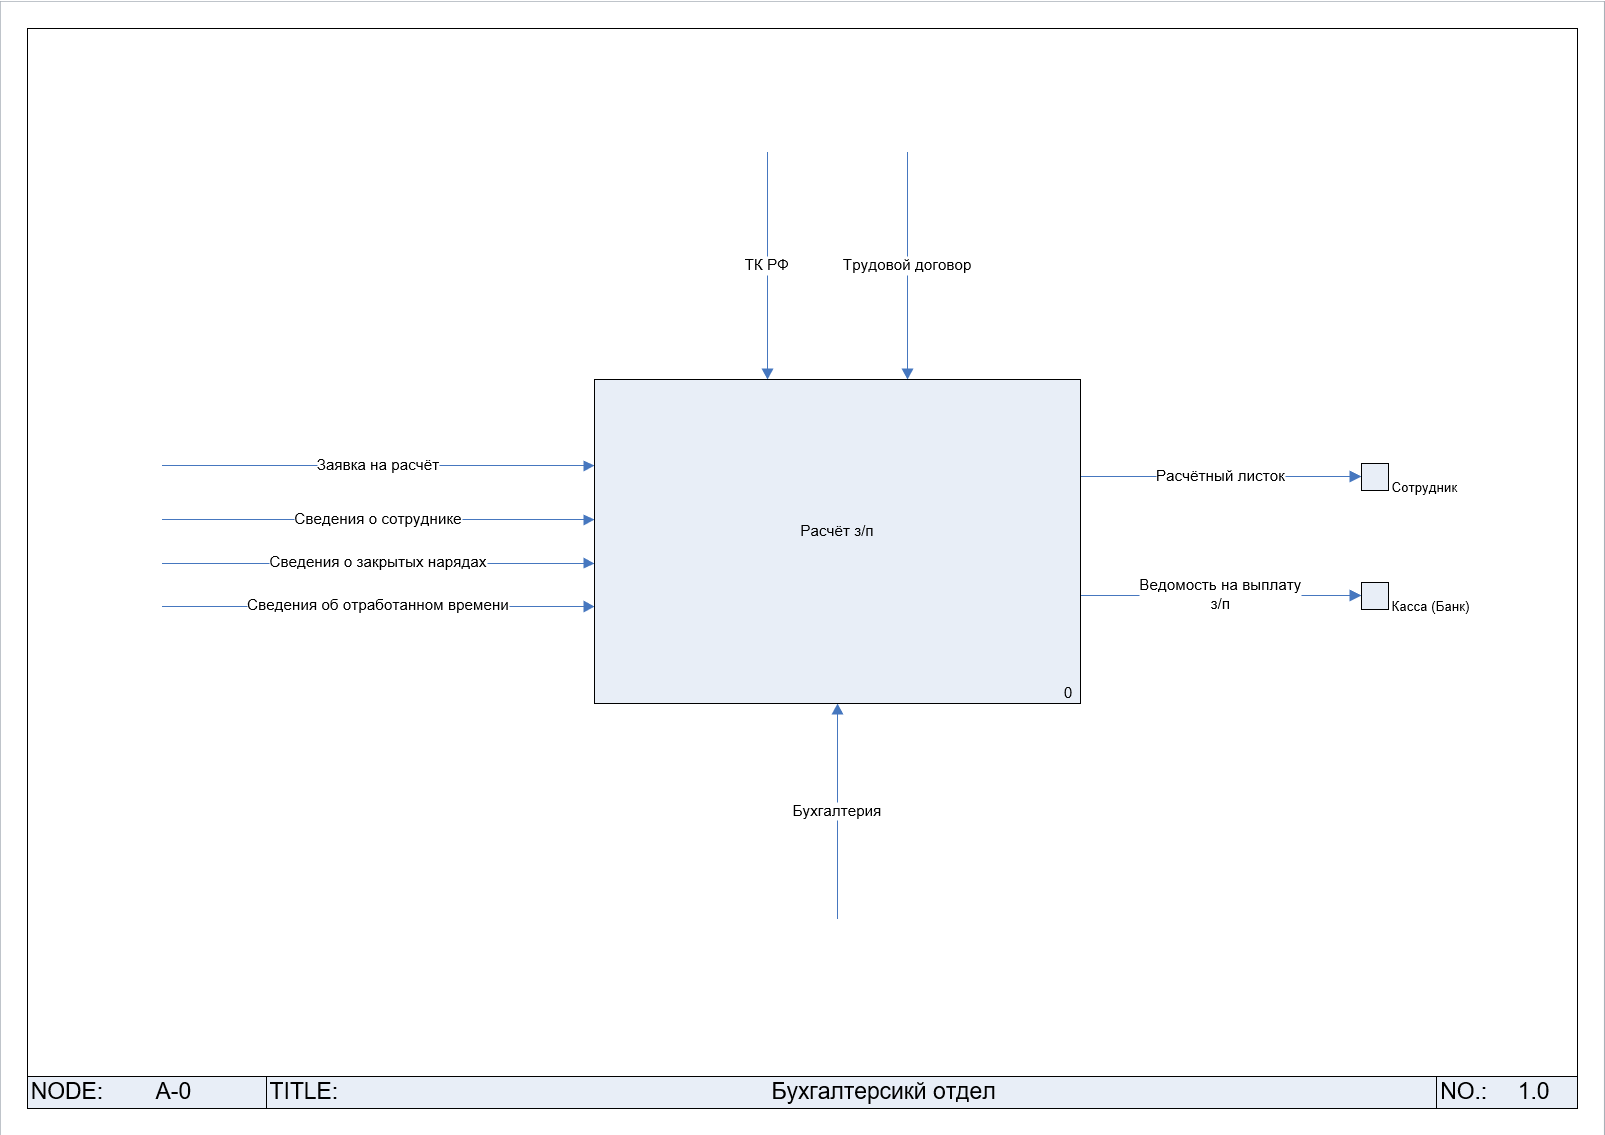 ТК РФ
Трудовой договор
Заявка на расчёт
Сведения о сотруднике
Сведения о закрытых нарядах
Сведения об отработанном времени
Расчёт з/п
0
Расчётный листок
Сотрудник
Ведомость на выплату
з/п
Касса (Банк)
Бухгалтерия
NODE: A-0 TITLE: Бухгалтерсикй отдел NO.: 1.0